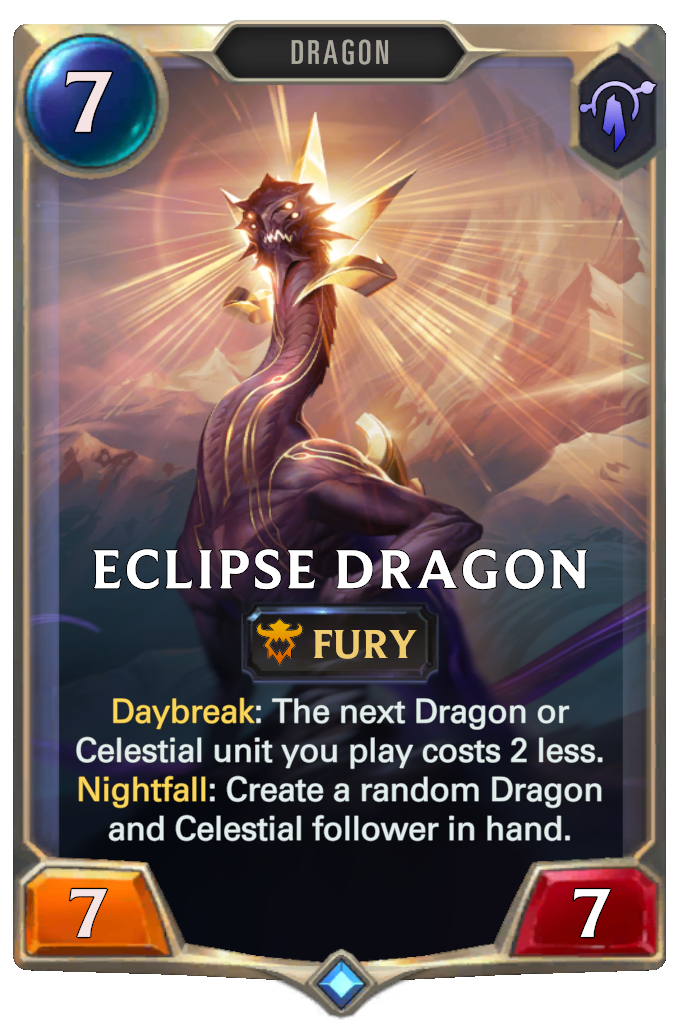 DRAGON
7
ECLIPSE DRAGON
FURY
Daybreak: The next Dragon or
Celestial unit you play costs 2 less.
Nightfall: Create a random Dragon
and Celestial follower in hand.
7
7